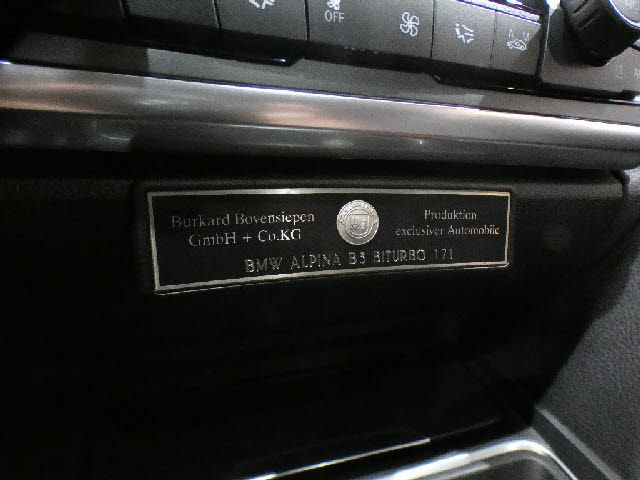 OFF
A M
Burkard Bovensiepen
GmbH + Co.KG
Produktion
exclusiver Automobile
BMW ALPINA B3 BITURBO 171